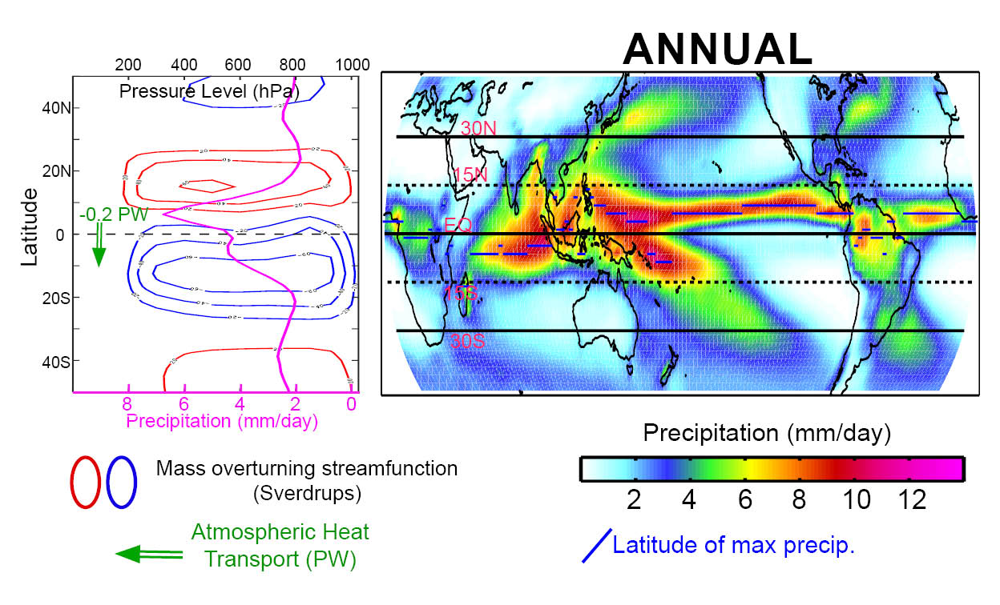 ANNUAL
200 400 600 800 1000
Pressure Level (hPa)
40N
20N
0
20S
40S
Latitude
-0.2 PW
8 6 4 2 0
Precipitation (mm/day)
30N
15N
EQ
15S
30S
Mass overturning streamfunction
(Sverdrups)
Atmospheric Heat
Transport (PW)
Precipitation (mm/day)
2 4 6 8 10 12
Latitude of max precip.